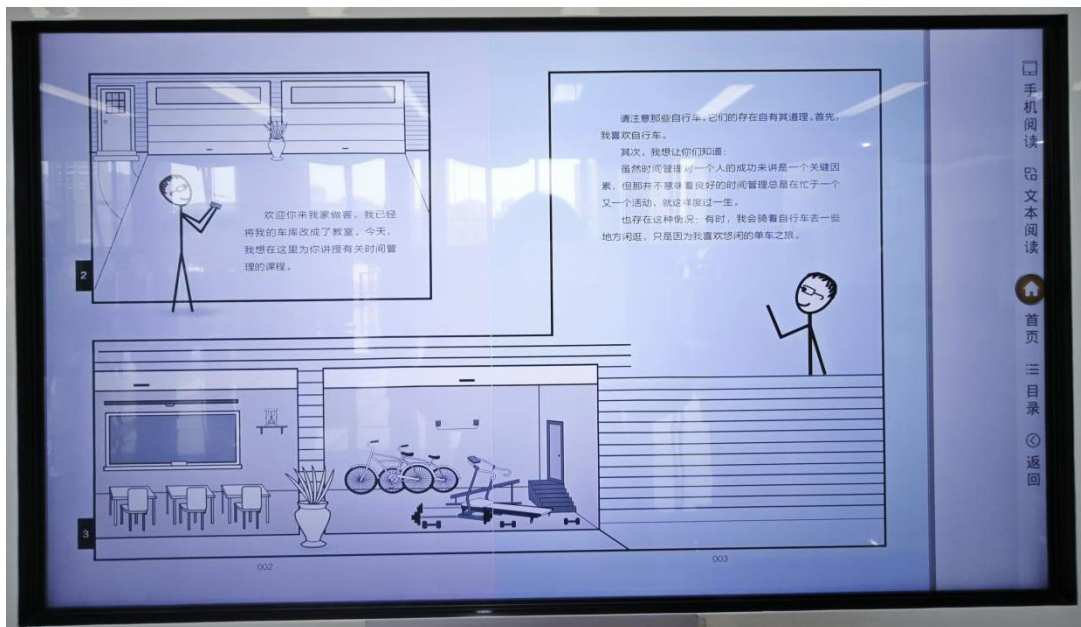 欢迎你来我家做客。我已经
将我的车库改成了教室。今天，
我想在这里为你讲授有关时间管
理的课程。
2
请注意那些自行车，它们的存在自有其道理。首先，
我喜欢自行车。
其次，我想让你们知道：
虽然时间管理对一个人的成功来讲是一个关键因
素，但那并不意味着良好的时间管理总是在忙于一个
又一个活动，就这样度过一生。
也存在这种情况：有时，我会骑着自行车去一些
地方闲逛，只是因为我喜欢悠闲的单车之旅。
3
002
003
手机阅读
文本阅读
首页
目录
返回